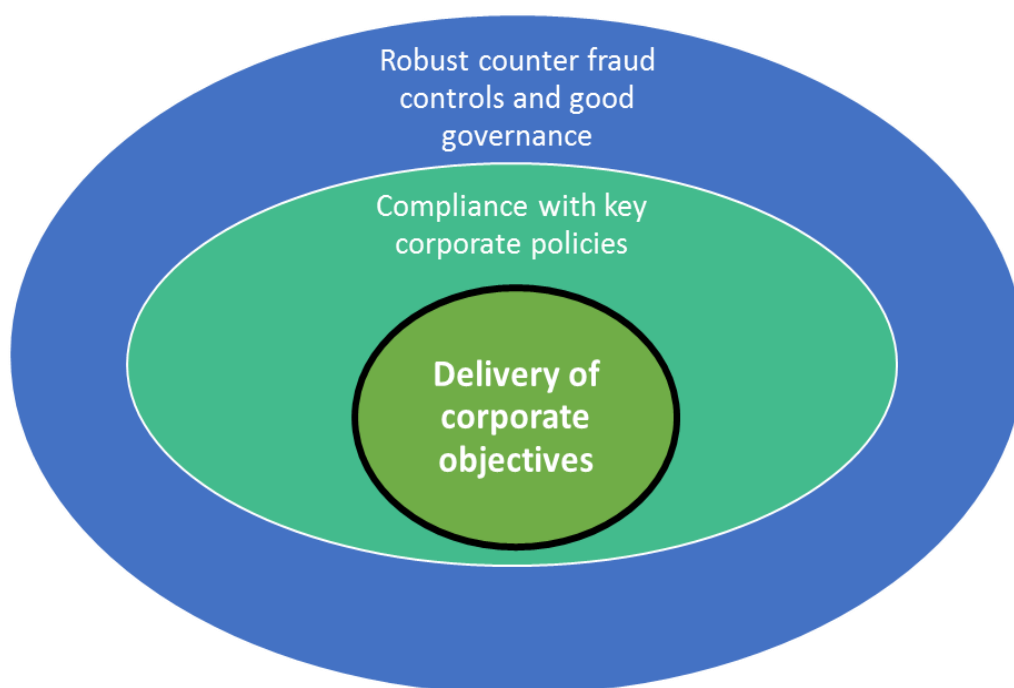 Robust counter fraud
controls and good
governance
Compliance with key
corporate policies
Delivery of
corporate
objectives